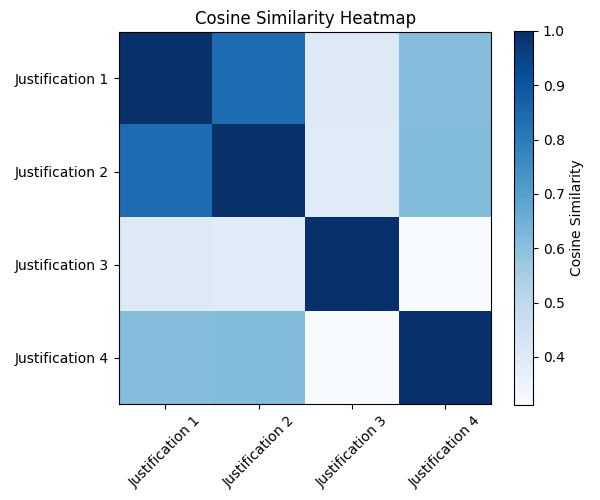 Cosine Similarity Heatmap
Justification 1
Justification 2
Justification 3
Justification 4
Justification 1
Justification 2
Justification 3
Justification 4
1.0
0.9
0.8
0.7
0.6
0.5
0.4
Cosine Similarity